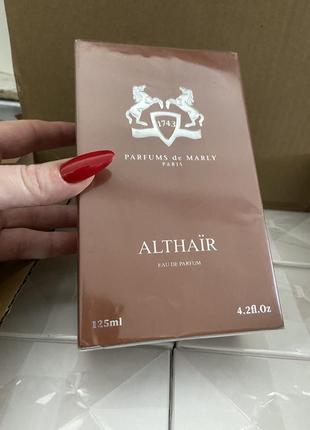 1743
PARFUMS de MARLY
PARIS
ALTHAÏR
EAU DE PARFUM
125ml 4.2fl.Oz